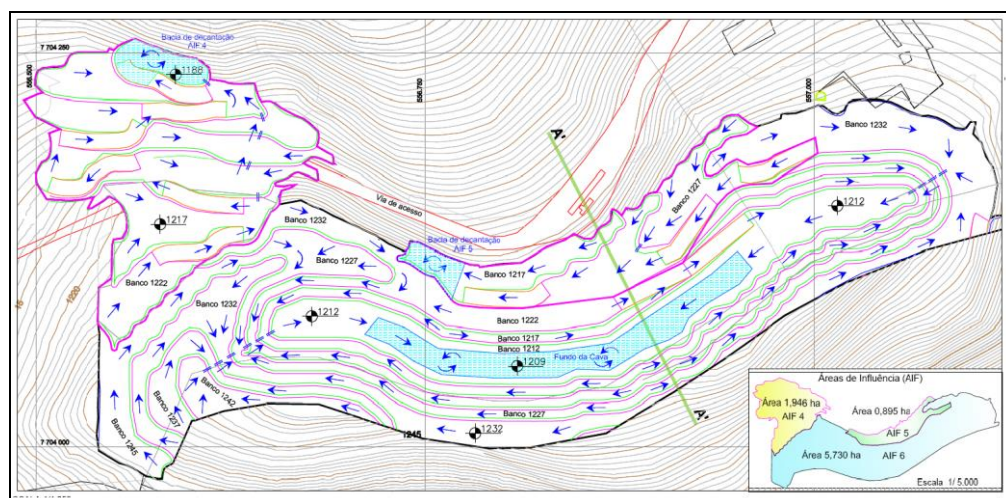 Bacia de decantação
AIF 4
7 704 250
556.500
556.750
557.000
1188
Banco 1232
A'
Banco 1227
1212
1217
Via de acesso
Banco 1232
Bacia de decantação
AIF 5
Banco 1227
Banco 1217
Banco 1222
1220
15
Banco 1232
1212
Banco 1222
Banco 1217
Banco 1212
Fundo da Cava
1209
Áreas de Influência (AIF)
Área 1,946 ha
AIF 4
Área 0,895 ha
AIF 5
Área 5,730 ha
AIF 6
Escala 1/ 5.000
Banco 1242
Banco 1237
Banco 1245
Banco 1227
A'
7 704 000
1245
1232